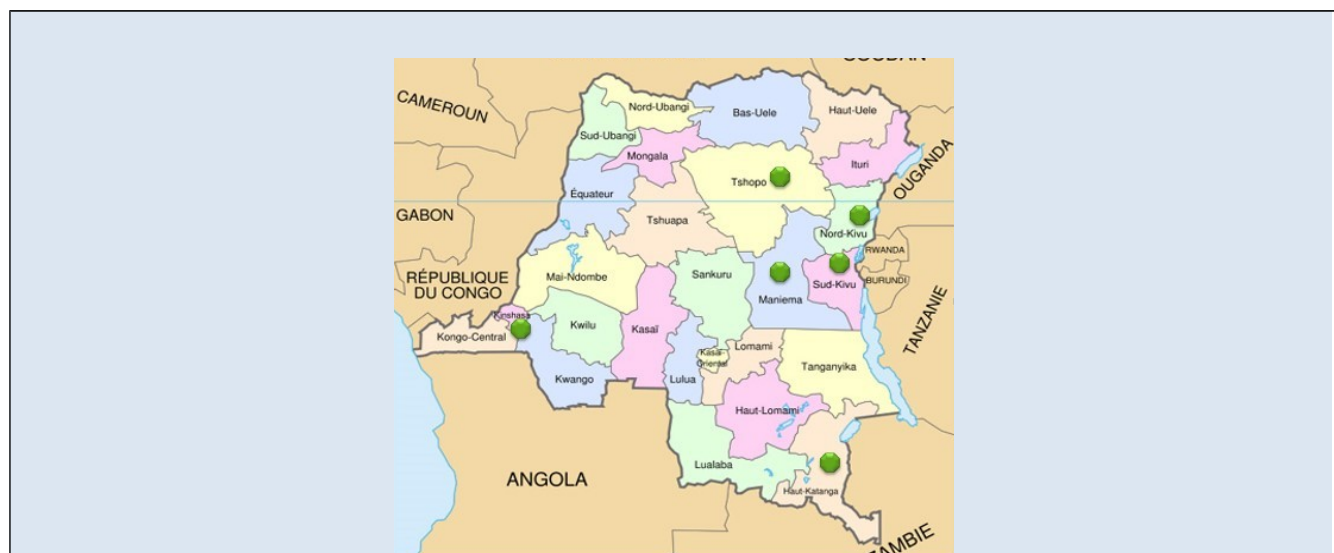 SOUDAN
CAMEROUN
Nord-Ubangi
Bas-Uele
Haut-Uele
Sud-Ubangi
Mongala
Ituri
OUGANDA
Tshopo
Équateur
GABON
Tshuapa
Nord-Kivu
RWANDA
RÉPUBLIQUE
DU CONGO
Mai-Ndombe
Sankuru
Sud-Kivu
BURUNDI
Maniema
Kinshasa
Kongo-Central
Kwilu
Kasaï
Lomami
TANZANIE
Kasaï
Oriental
Tanganyika
Kwango
Lulua
Haut-Lomami
Lualaba
ANGOLA
Haut-Katanga
ZAMBIE